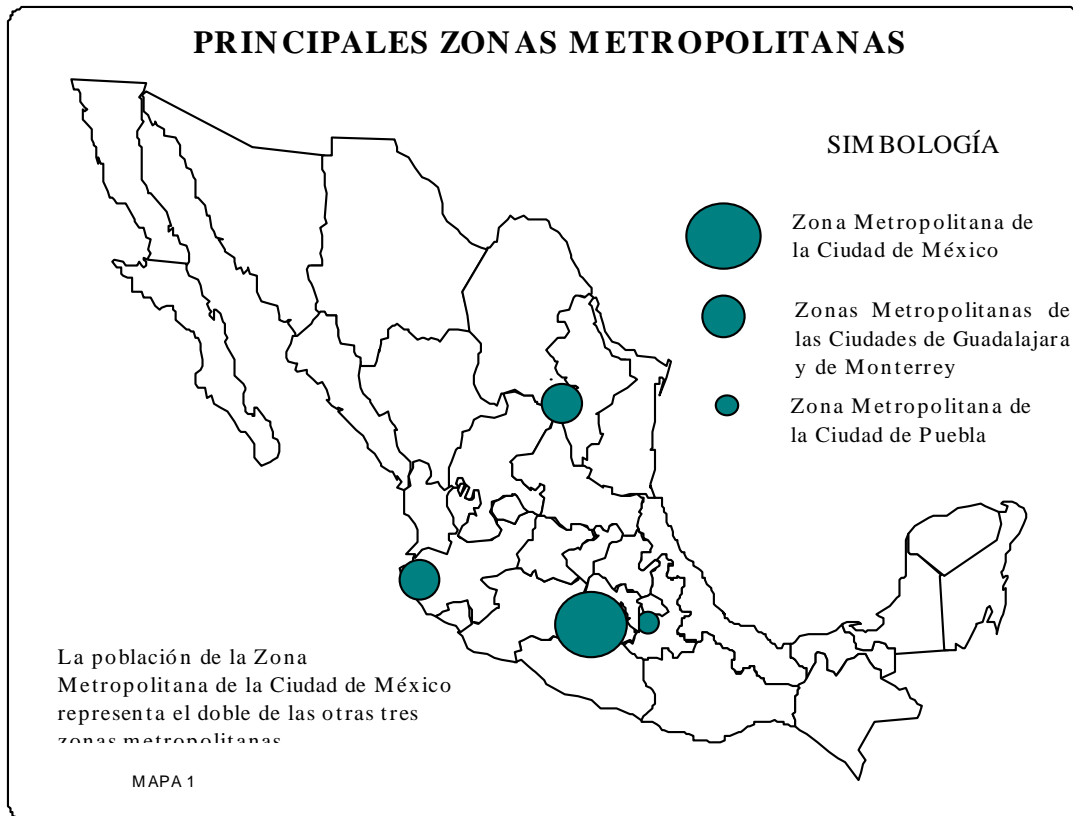 PRINCIPALES ZONAS METROPOLITANAS
SIMBOLOGÍA
Zona Metropolitana de
la Ciudad de México
Zonas Metropolitanas de
las Ciudades de Guadalajara
y de Monterrey
Zona Metropolitana de
la Ciudad de Puebla
La población de la Zona
Metropolitana de la Ciudad de México
representa el doble de las otras tres
zonas metropolitanas
MAPA 1